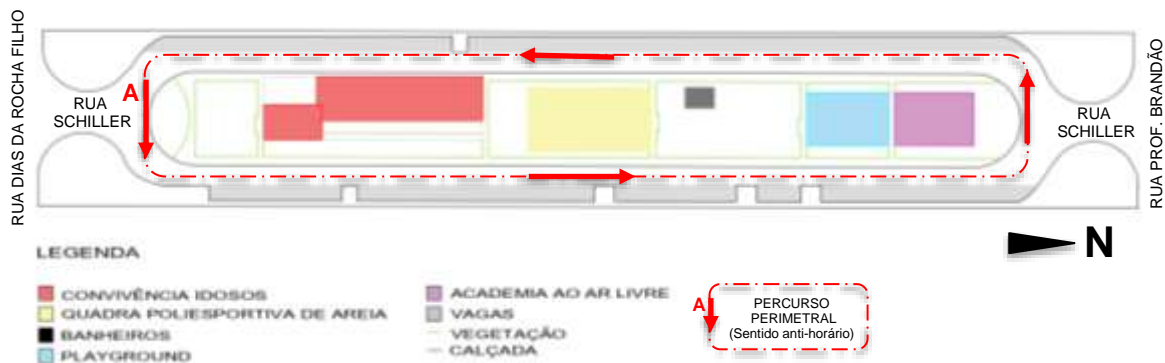 RUA DIAS DA ROCHA FILHO
A
RUA
SCHILLER
RUA
SCHILLER
RUA PROF. BRANDÃO
N
LEGENDA
CONVIVÊNCIA IDOSOS
QUADRA POLIESPORTIVA DE AREIA
BANHEIROS
PLAYGROUND
ACADEMIA AO AR LIVRE
VAGAS
VEGETAÇÃO
CALÇADA
A
PERCURSO
PERIMETRAL
(Sentido anti-horário)